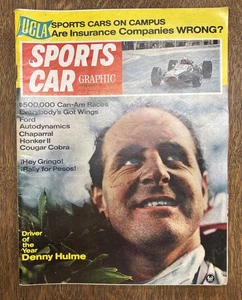 UCLA
SPORTS CARS ON CAMPUS
Are Insurance Companies WRONG?
SPORTS
CAR
GRAPHIC
$500,000 Can-Am Races
Everybody's Got Wings
Ford
Autodynamics
Chaparral
Honker II
Cougar Cobra
¡Hey Gringo!
¡Rally for Pesos!
Driver
of the
Year
Denny Hulme